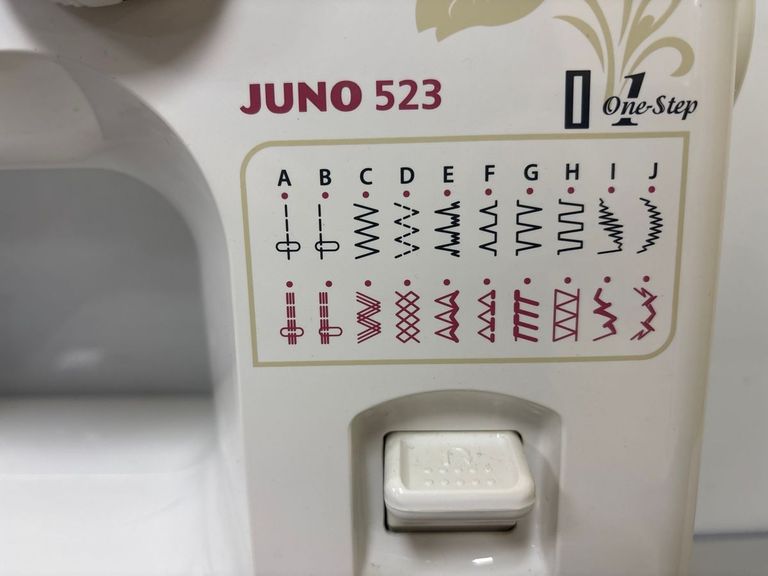 JUNO 523
1 One-Step
A B C D E F G H I J